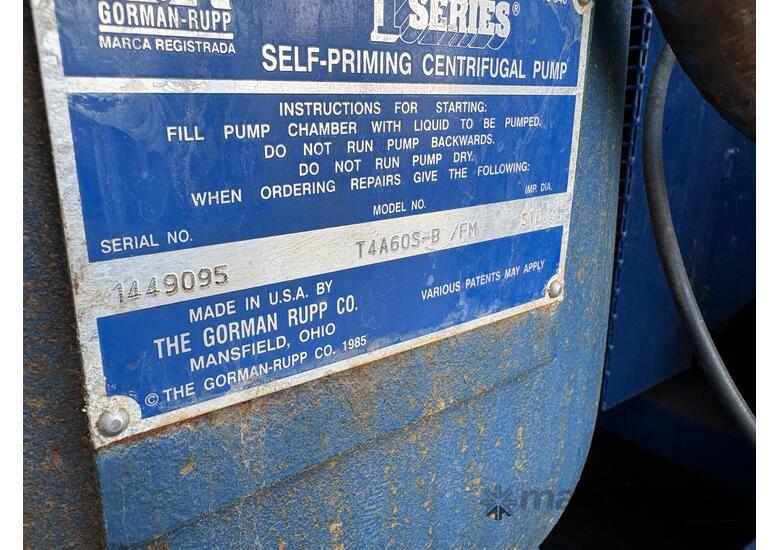 GORMAN-RUPP
MARCA REGISTRADA
SERIES®
SELF-PRIMING CENTRIFUGAL PUMP
INSTRUCTIONS FOR STARTING:
FILL PUMP CHAMBER WITH LIQUID TO BE PUMPED.
DO NOT RUN PUMP BACKWARDS.
DO NOT RUN PUMP DRY.
WHEN ORDERING REPAIRS GIVE THE FOLLOWING:
SERIAL NO. MODEL NO. IMP. DIA.
1449095 T4A60S-B /FM STD
MADE IN U.S.A. BY
THE GORMAN RUPP CO.
MANSFIELD, OHIO
© THE GORMAN-RUPP CO. 1985
VARIOUS PATENTS MAY APPLY